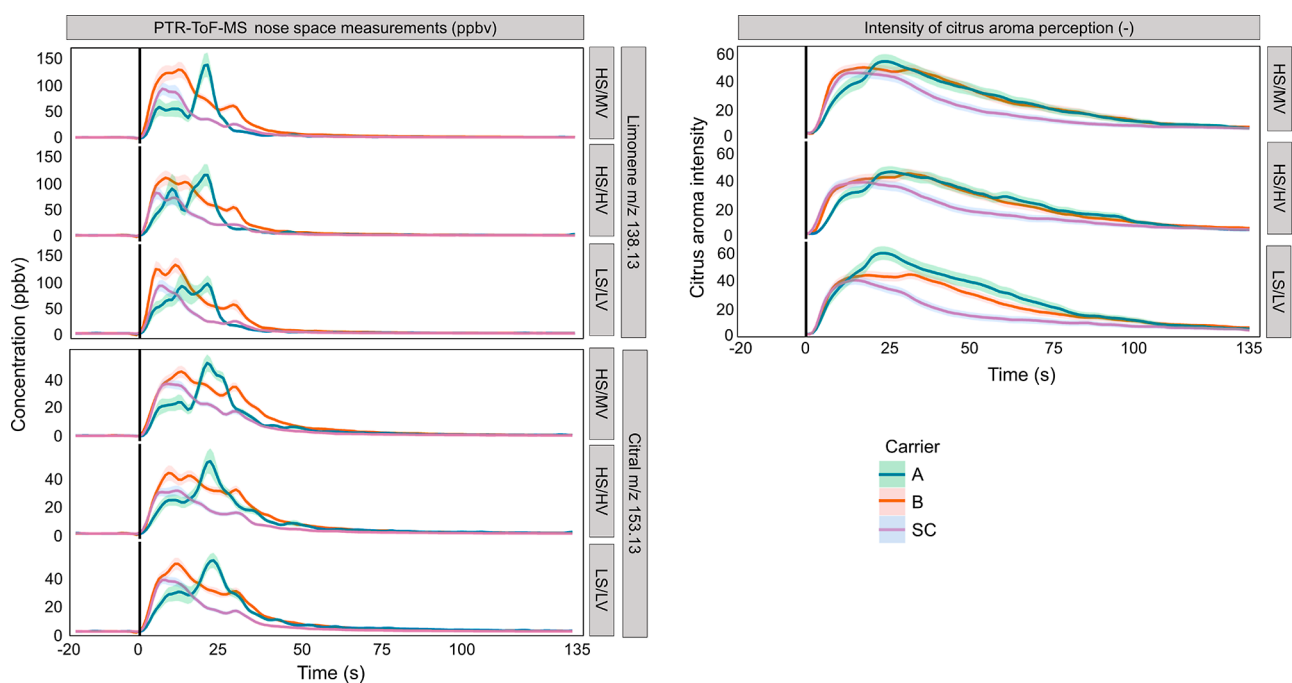 PTR-ToF-MS nose space measurements (ppbv)
Concentration (ppbv)
150
100
50
0
HS/MV
150
100
50
0
HS/HV
150
100
50
0
LS/LV
Limonene m/z 138.13
40
20
0
HS/MV
40
20
0
HS/HV
40
20
0
LS/LV
Citral m/z 153.13
-20 0 25 50 75 100 135
Time (s)
Intensity of citrus aroma perception (-)
Citrus aroma intensity
60
40
20
0
HS/MV
60
40
20
0
HS/HV
60
40
20
0
LS/LV
-20 0 25 50 75 100 135
Time (s)
Carrier
A
B
SC